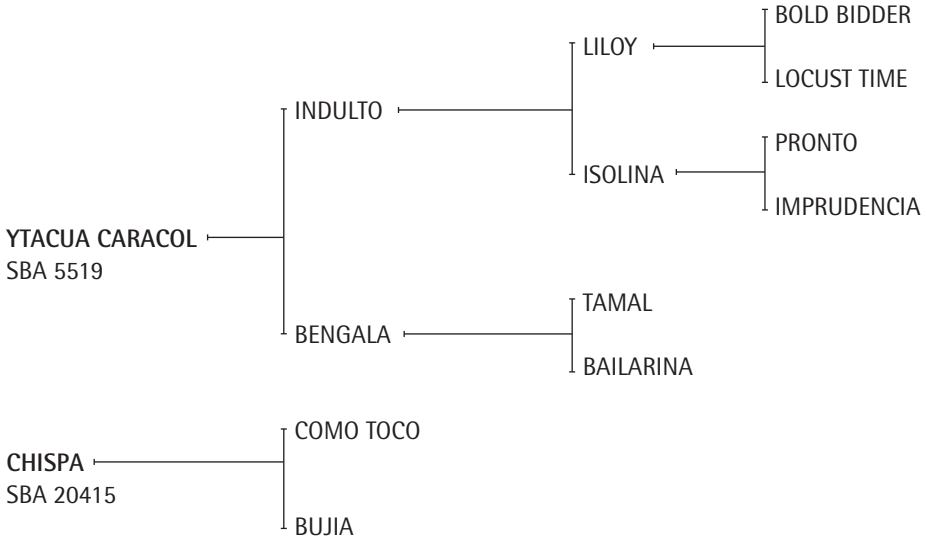 BOLD BIDDER
LILOY
LOCUST TIME
INDULTO
PRONTO
ISOLINA
IMPRUDENCIA
YTACUA CARACOL
SBA 5519
TAMAL
BENGALA
BAILARINA
COMO TOCO
CHISPA
SBA 20415
BUJIA